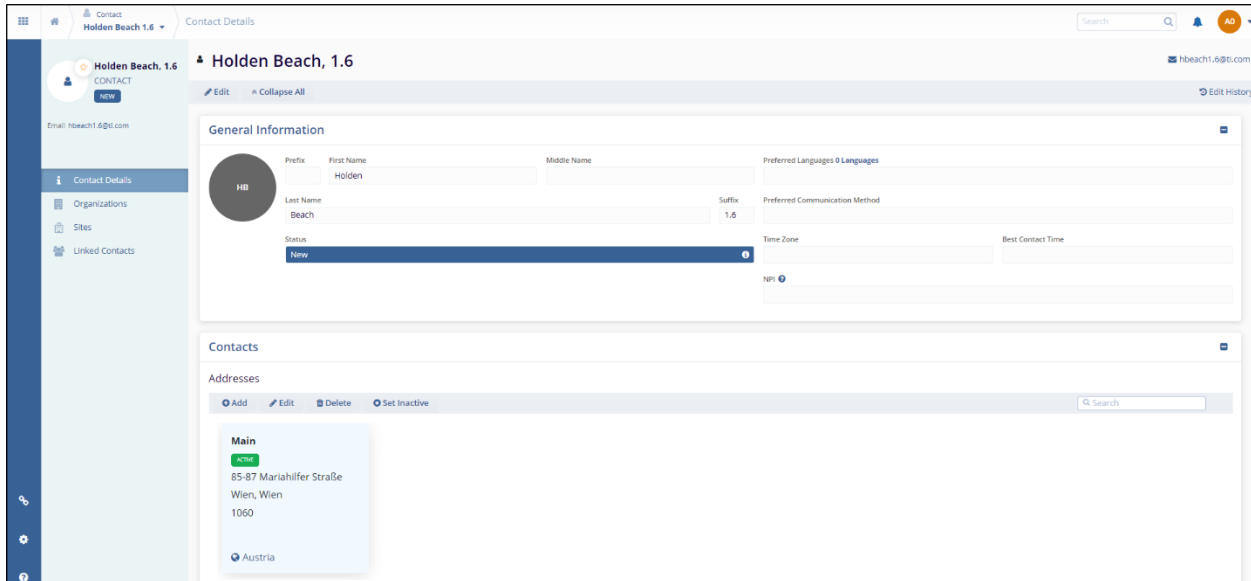 Contact
Holden Beach 1.6
Contact Details
Search
AD
Holden Beach, 1.6
CONTACT
NEW
Email: hbeach1.6@ti.com
Contact Details
Organizations
Sites
Linked Contacts
Holden Beach, 1.6
hbeach1.6@ti.com
Edit
Collapse All
Edit History
General Information
HB
Prefix
First Name
Middle Name
Preferred Languages 0 Languages
Holden
Last Name
Suffix
Preferred Communication Method
Beach
1.6
Status
Time Zone
Best Contact Time
New
NPI
Contacts
Addresses
Add
Edit
Delete
Set Inactive
Search
Main
ACTIVE
85-87 Mariahilfer Straße
Wien, Wien
1060
Austria